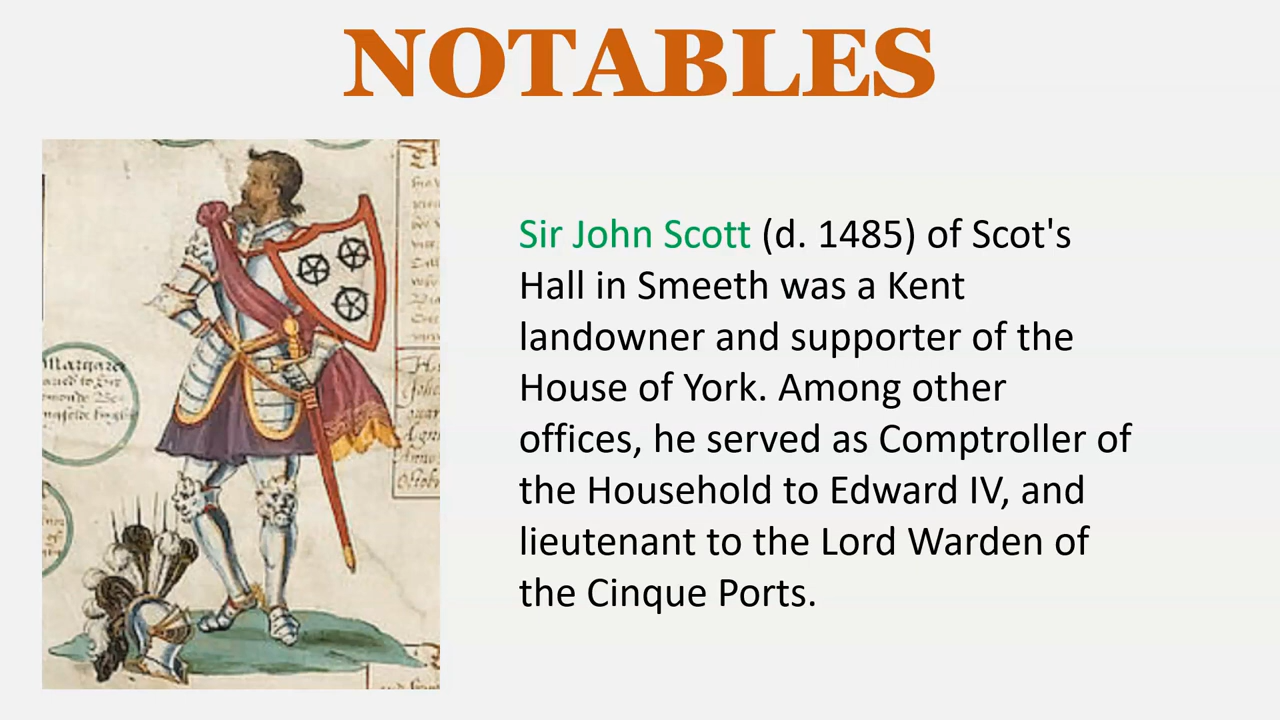 NOTABLES
Sir John Scott (d. 1485) of Scot's
Hall in Smeeth was a Kent
landowner and supporter of the
House of York. Among other
offices, he served as Comptroller of
the Household to Edward IV, and
lieutenant to the Lord Warden of
the Cinque Ports.